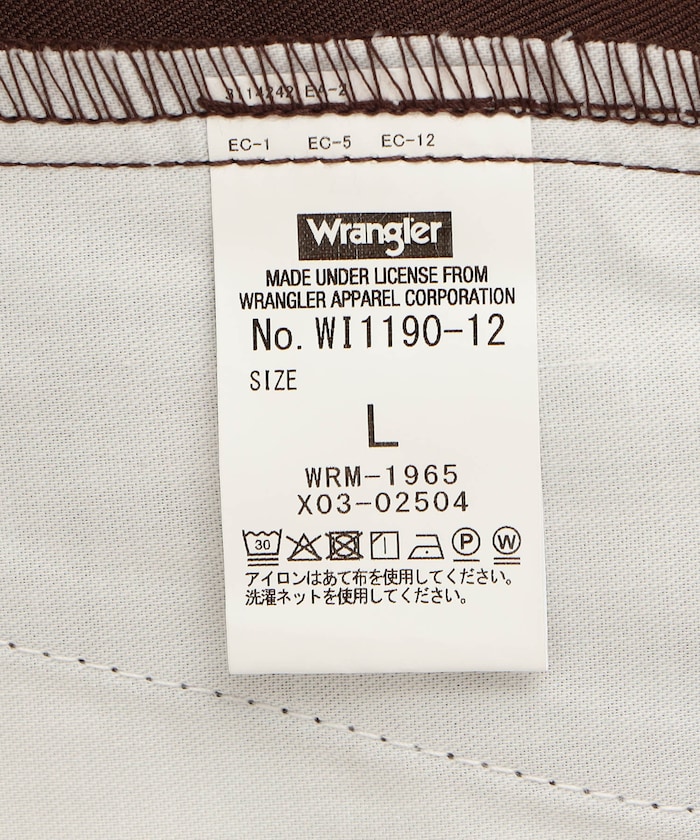 EC-1 EC-5 EC-12
Wrangler
MADE UNDER LICENSE FROM
WRANGLER APPAREL CORPORATION
No. WI1190-12
SIZE
L
WRM-1965
X03-02504
30 P W
アイロンはあて布を使用してください。
洗濯ネットを使用してください。